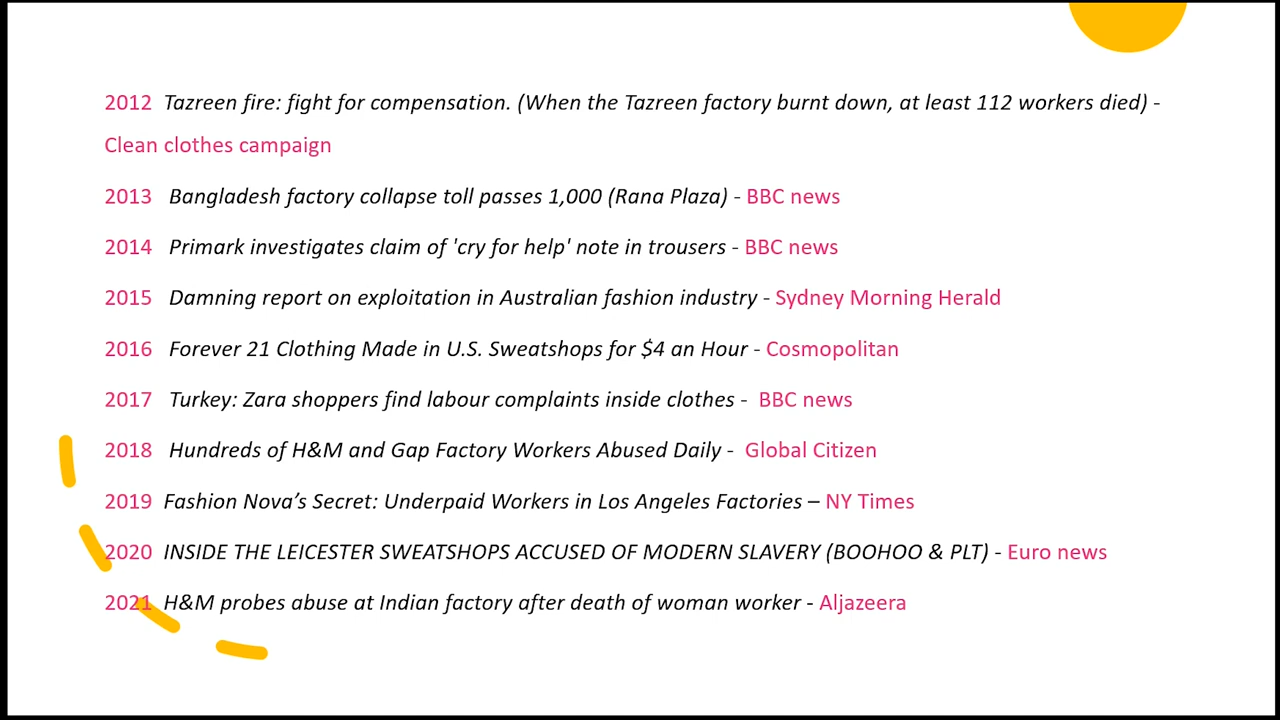 2012 Tazreen fire: fight for compensation. (When the Tazreen factory burnt down, at least 112 workers died) -
Clean clothes campaign
2013 Bangladesh factory collapse toll passes 1,000 (Rana Plaza) - BBC news
2014 Primark investigates claim of 'cry for help' note in trousers - BBC news
2015 Damning report on exploitation in Australian fashion industry - Sydney Morning Herald
2016 Forever 21 Clothing Made in U.S. Sweatshops for $4 an Hour - Cosmopolitan
2017 Turkey: Zara shoppers find labour complaints inside clothes - BBC news
2018 Hundreds of H&M and Gap Factory Workers Abused Daily - Global Citizen
2019 Fashion Nova’s Secret: Underpaid Workers in Los Angeles Factories – NY Times
2020 INSIDE THE LEICESTER SWEATSHOPS ACCUSED OF MODERN SLAVERY (BOOHOO & PLT) - Euro news
2021 H&M probes abuse at Indian factory after death of woman worker - Aljazeera